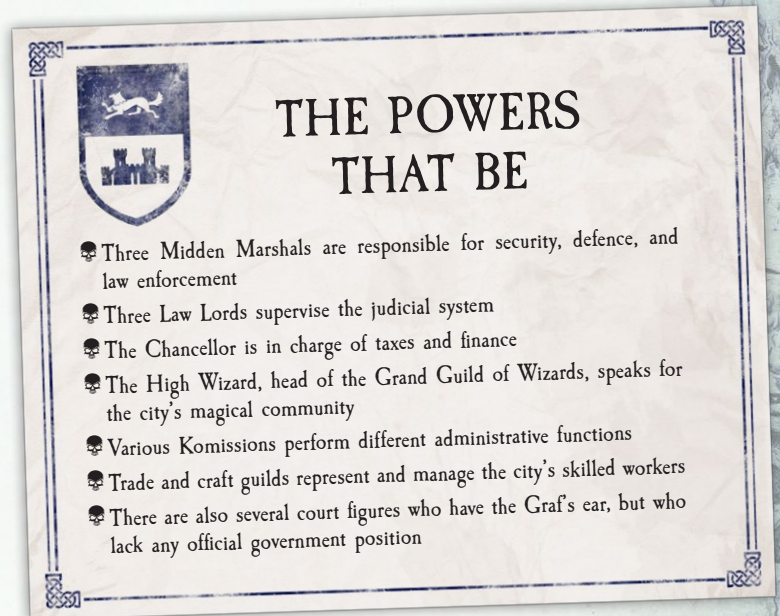 THE POWERS
THAT BE
Three Midden Marshals are responsible for security, defence, and
law enforcement
Three Law Lords supervise the judicial system
The Chancellor is in charge of taxes and finance
The High Wizard, head of the Grand Guild of Wizards, speaks for
the city's magical community
Various Komissions perform different administrative functions
Trade and craft guilds represent and manage the city's skilled workers
There are also several court figures who have the Graf's ear, but who
lack any official government position